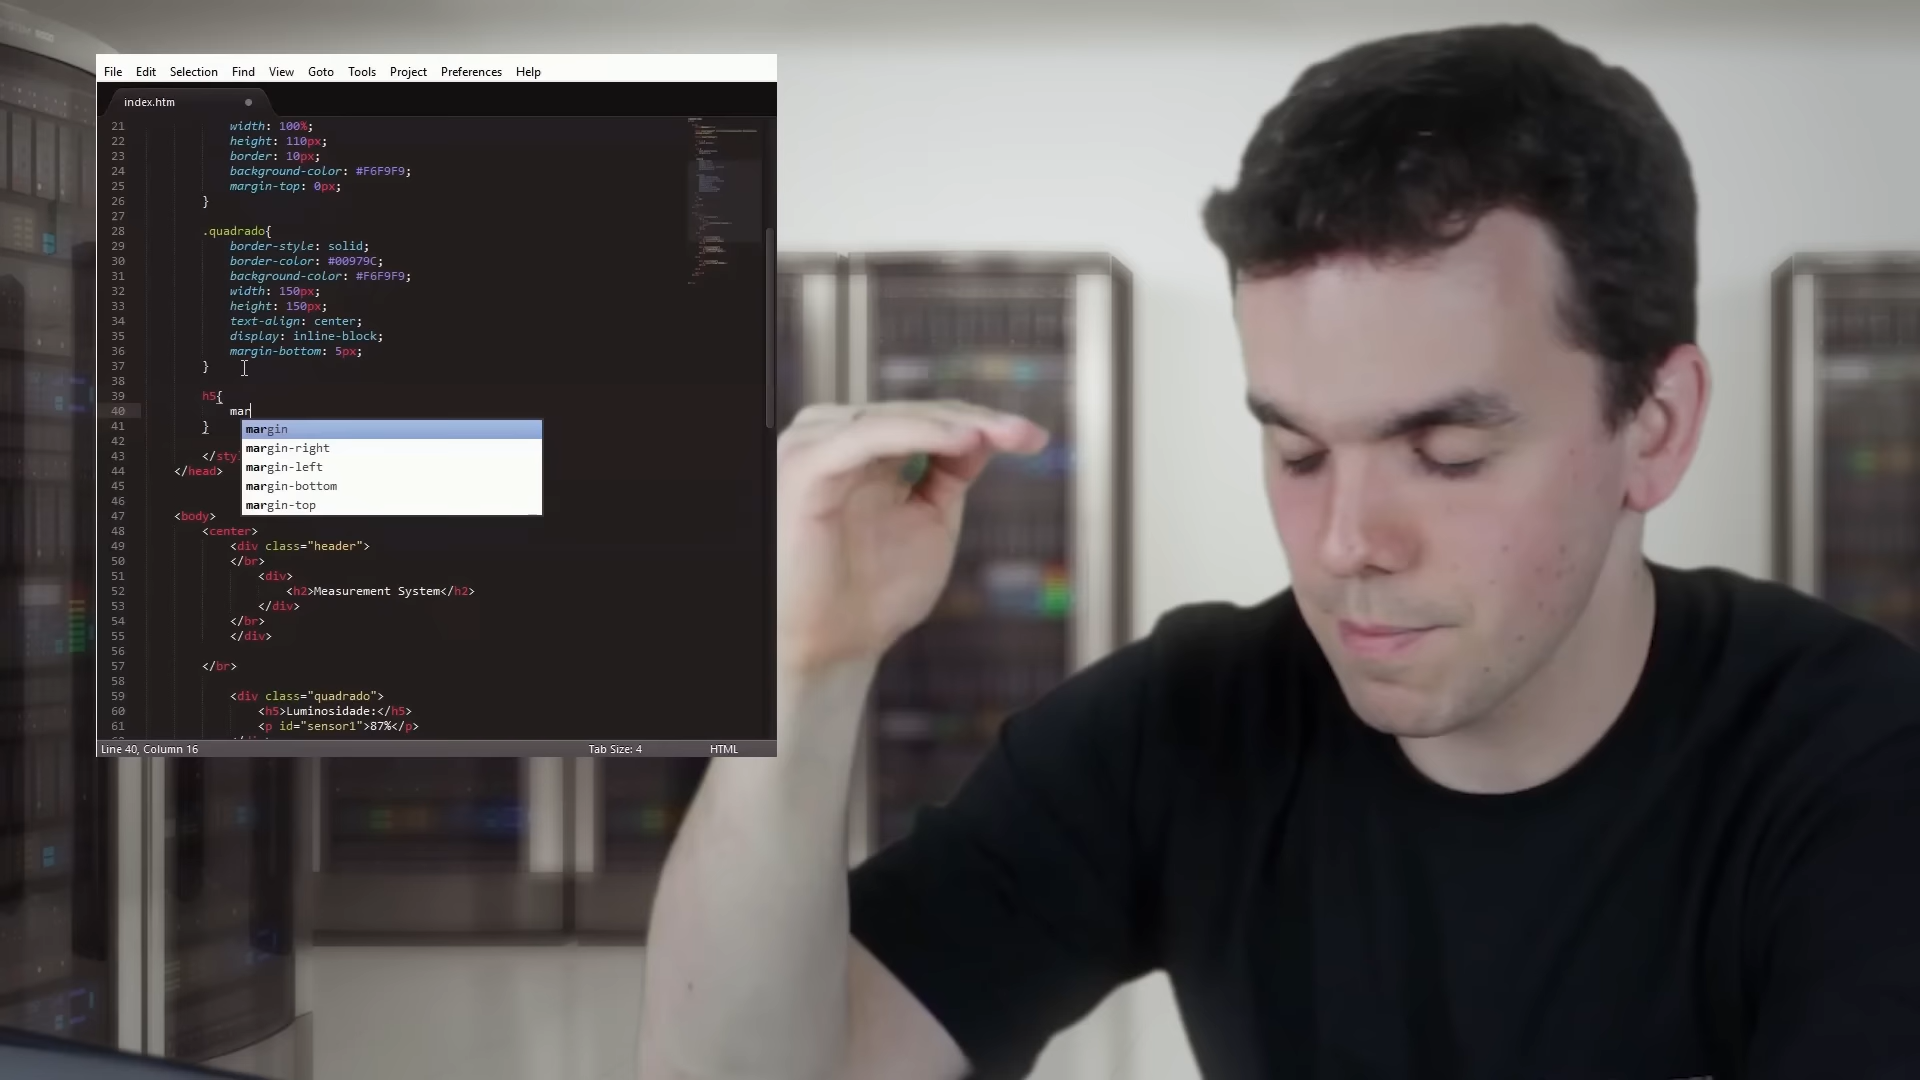 File Edit Selection Find View Goto Tools Project Preferences Help
index.htm
21 width: 100%;
22 height: 110px;
23 border: 10px;
24 background-color: #F6F9F9;
25 margin-top: 0px;
26 }
27
28 .quadrado{
29 border-style: solid;
30 border-color: #00979C;
31 background-color: #F6F9F9;
32 width: 150px;
33 height: 150px;
34 text-align: center;
35 display: inline-block;
36 margin-bottom: 5px;
37 }
38
39 h5{
40 mar
41 }
margin
margin-right
margin-left
margin-bottom
margin-top
42
43 </sty
44 </head>
45
46
47 <body>
48 <center>
49 <div class="header">
50 </br>
51 <div>
52 <h2>Measurement System</h2>
53 </div>
54 </br>
55 </div>
56
57 </br>
58
59 <div class="quadrado">
60 <h5>Luminosidade:</h5>
61 <p id="sensor1">87%</p>
Line 40, Column 16 Tab Size: 4 HTML